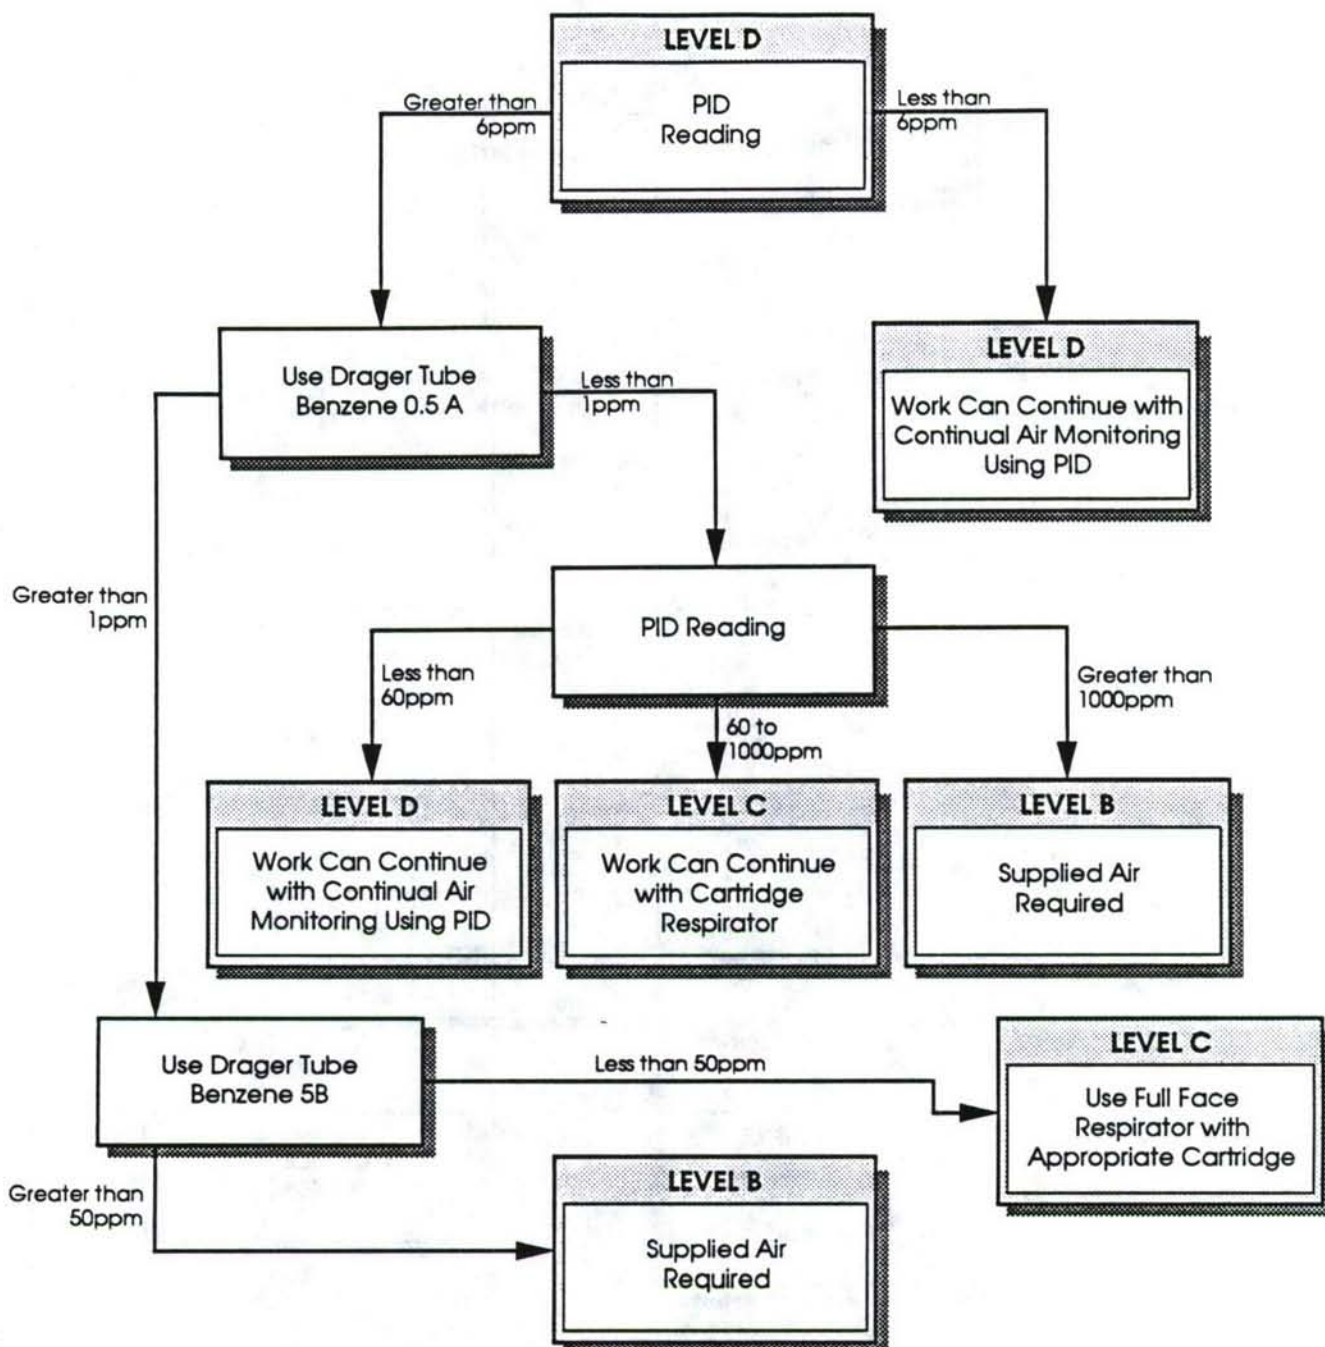 LEVEL D
PID
Reading
Greater than
6ppm
Less than
6ppm
Use Drager Tube
Benzene 0.5 A
Less than
1ppm
LEVEL D
Work Can Continue with
Continual Air Monitoring
Using PID
Greater than
1ppm
PID Reading
Less than
60ppm
60 to
1000ppm
Greater than
1000ppm
LEVEL D
Work Can Continue
with Continual Air
Monitoring Using PID
LEVEL C
Work Can Continue
with Cartridge
Respirator
LEVEL B
Supplied Air
Required
Use Drager Tube
Benzene 5B
Less than 50ppm
LEVEL C
Use Full Face
Respirator with
Appropriate Cartridge
Greater than
50ppm
LEVEL B
Supplied Air
Required